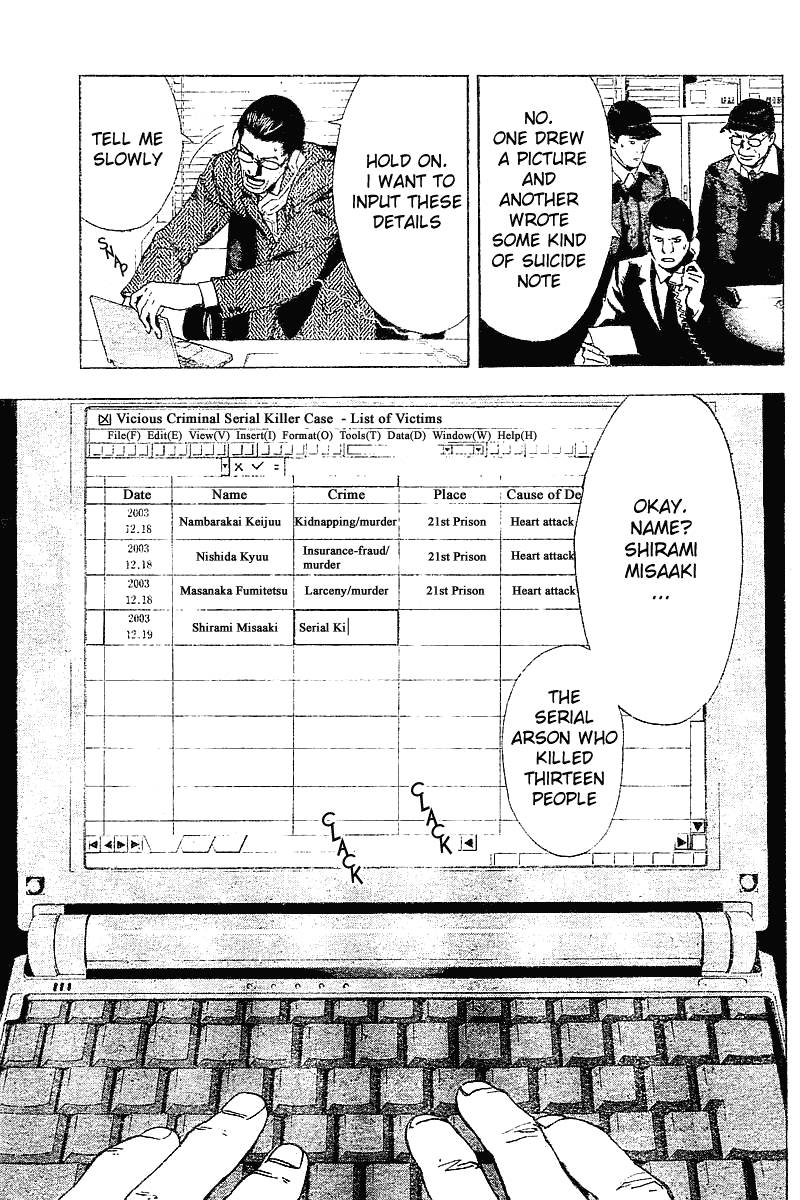 NO.
ONE DREW
A PICTURE
AND
ANOTHER
WROTE
SOME KIND
OF SUICIDE
NOTE
HOLD ON.
I WANT TO
INPUT THESE
DETAILS
TELL ME
SLOWLY
SNAP
OKAY.
NAME?
SHIRAMI
MISAAKI
...
THE
SERIAL
ARSON WHO
KILLED
THIRTEEN
PEOPLE
Vicious Criminal Serial Killer Case - List of Victims
File(F) Edit(E) View(V) Insert(I) Format(O) Tools(T) Data(D) Window(W) Help(H)
Date Name Crime Place Cause of De
2003
12.18 Nambarakai Keijuu Kidnapping/murder 21st Prison Heart attack
2003
12.18 Nishida Kyuu Insurance-fraud/
murder 21st Prison Heart attack
2003
12.18 Masanaka Fumitetsu Larceny/murder 21st Prison Heart attack
2003
12.19 Shirami Misaaki Serial Ki
CLACK
CLACK